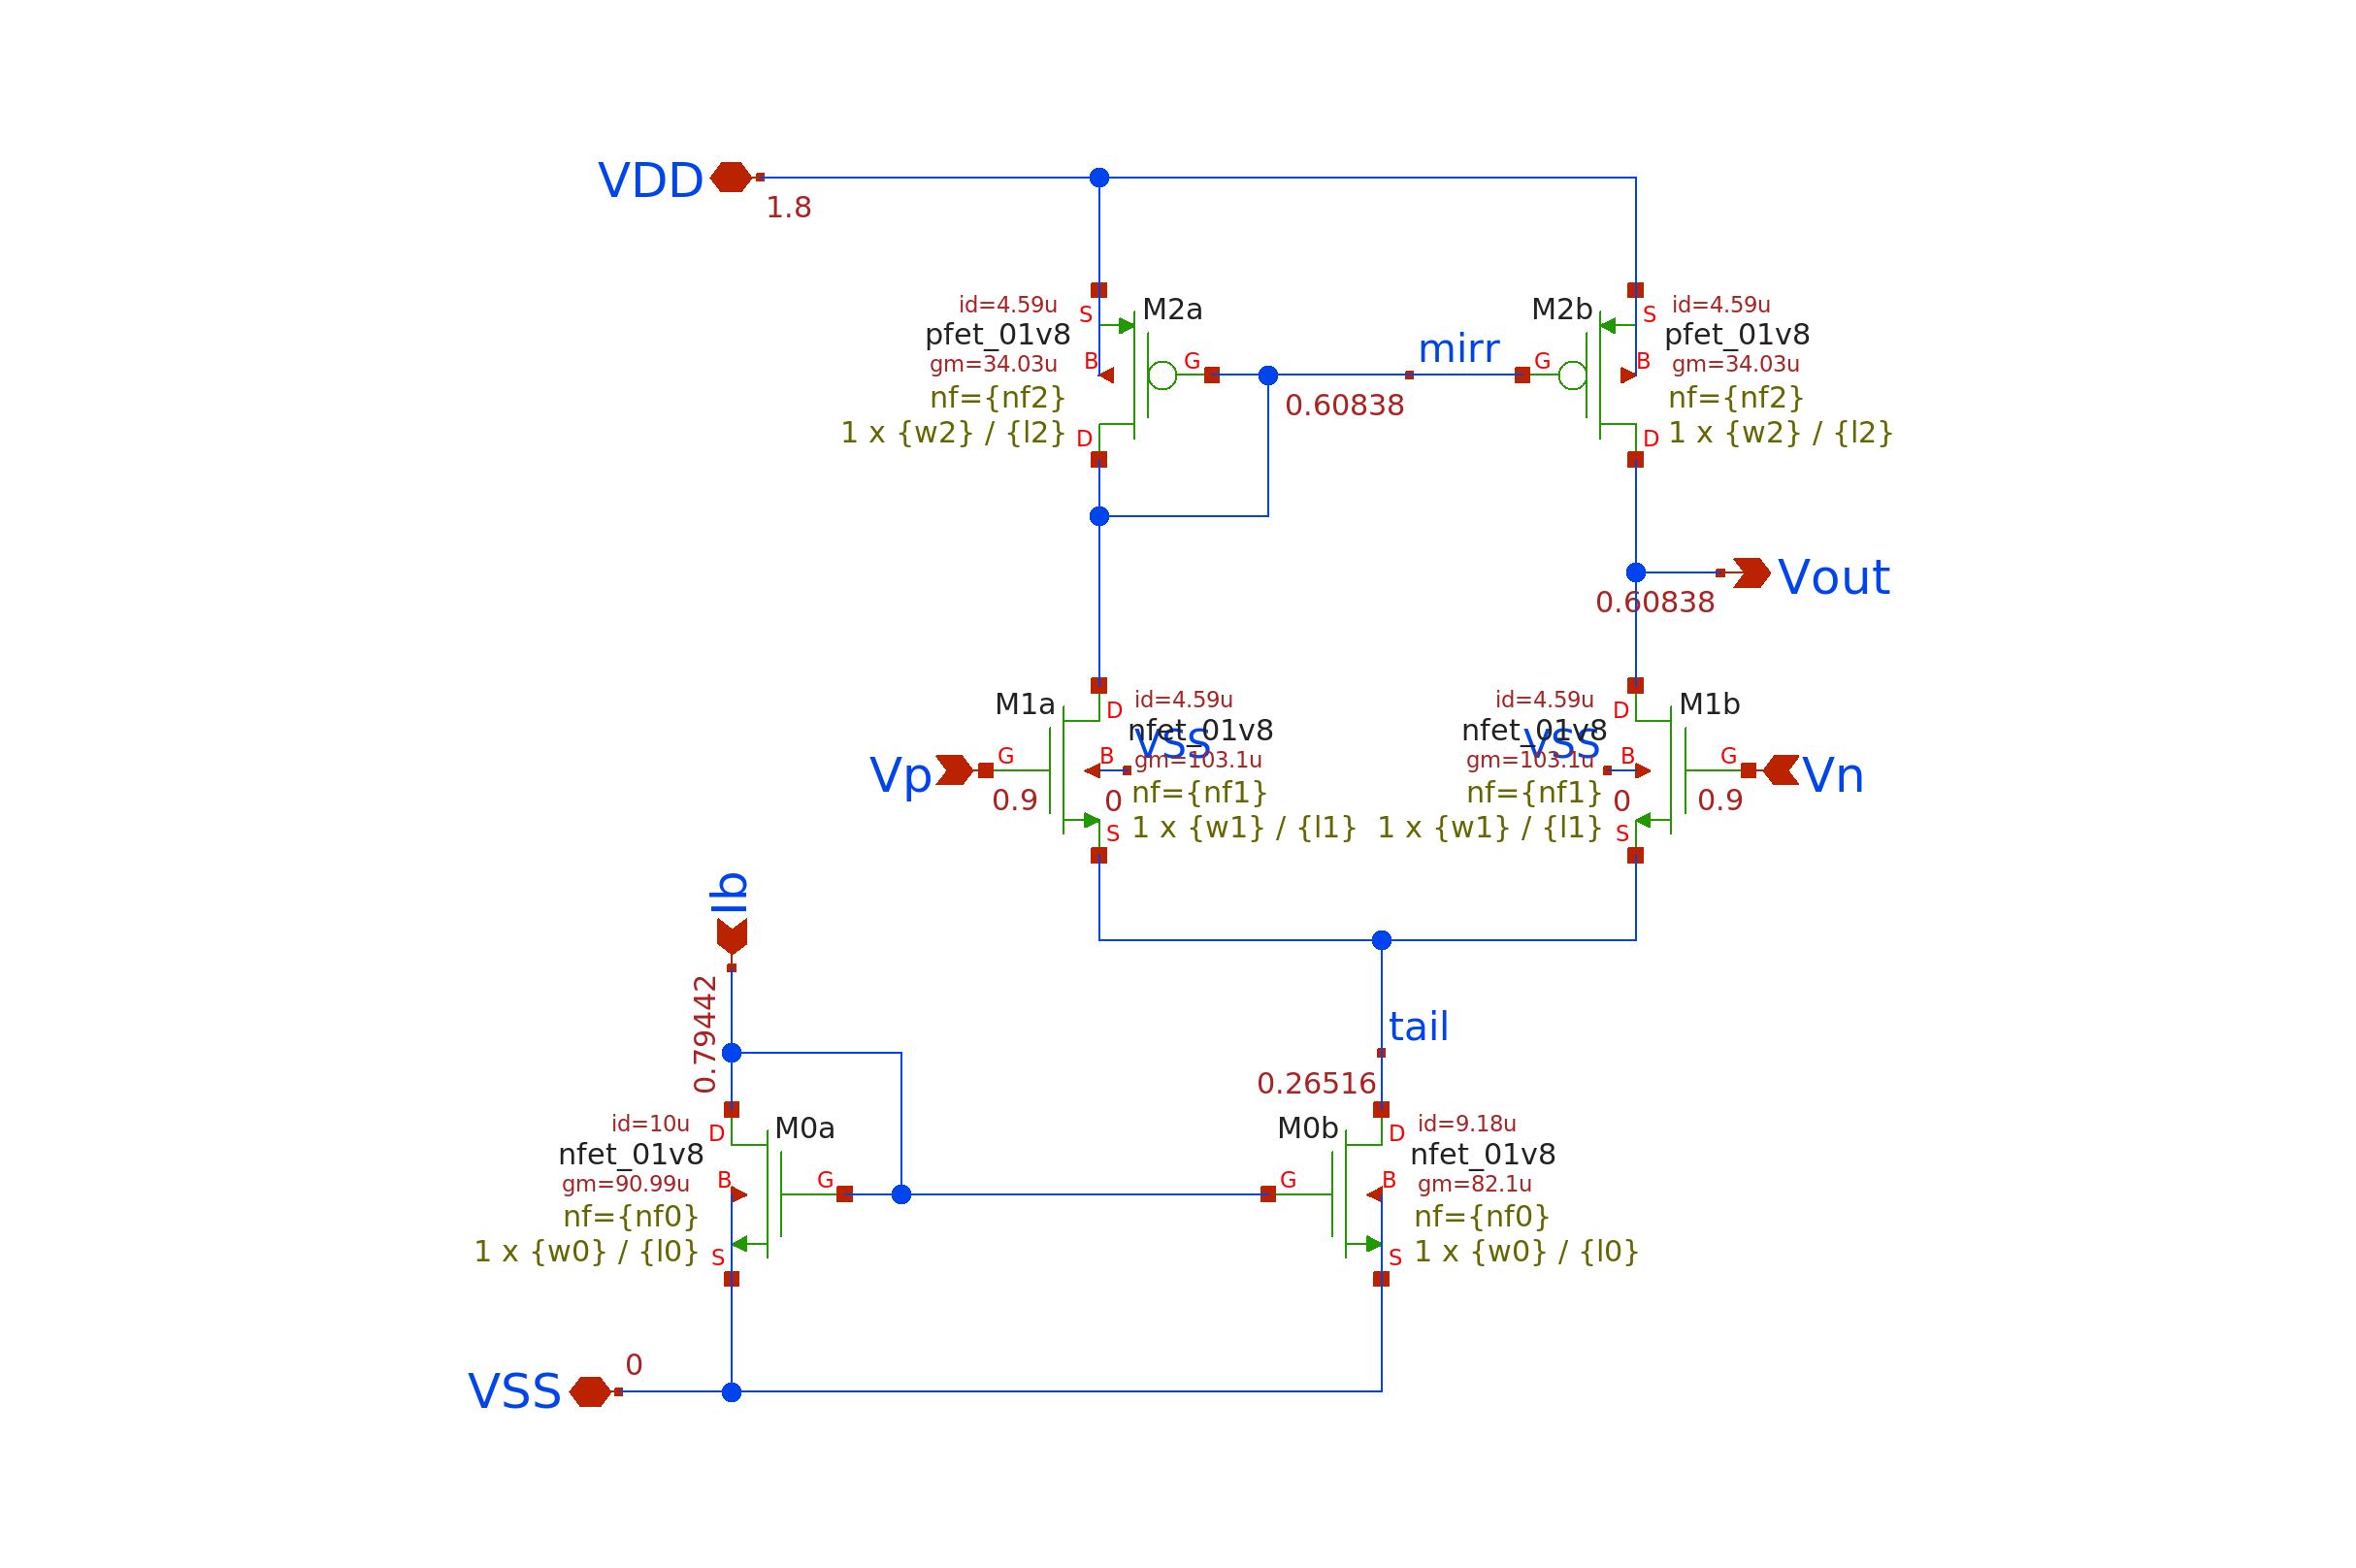 VDD
1.8
id=4.59u
pfet_01v8
gm=34.03u
nf={nf2}
1 x {w2} / {l2}
S
B
D
M2a
G
0.60838
mirr
M2b
G
S
B
D
id=4.59u
pfet_01v8
gm=34.03u
nf={nf2}
1 x {w2} / {l2}
Vout
0.60838
M1a
Vp
G
0.9
D
B
0
S
id=4.59u
nfet_01v8
VSS
gm=103.1u
nf={nf1}
1 x {w1} / {l1}
id=4.59u
nfet_01v8
VSS
gm=103.1u
nf={nf1}
1 x {w1} / {l1}
D
B
0
S
M1b
G
0.9
Vn
Ib
0.79442
tail
0.26516
id=10u
nfet_01v8
gm=90.99u
nf={nf0}
1 x {w0} / {l0}
D
B
S
M0a
G
M0b
G
D
B
S
id=9.18u
nfet_01v8
gm=82.1u
nf={nf0}
1 x {w0} / {l0}
VSS
0